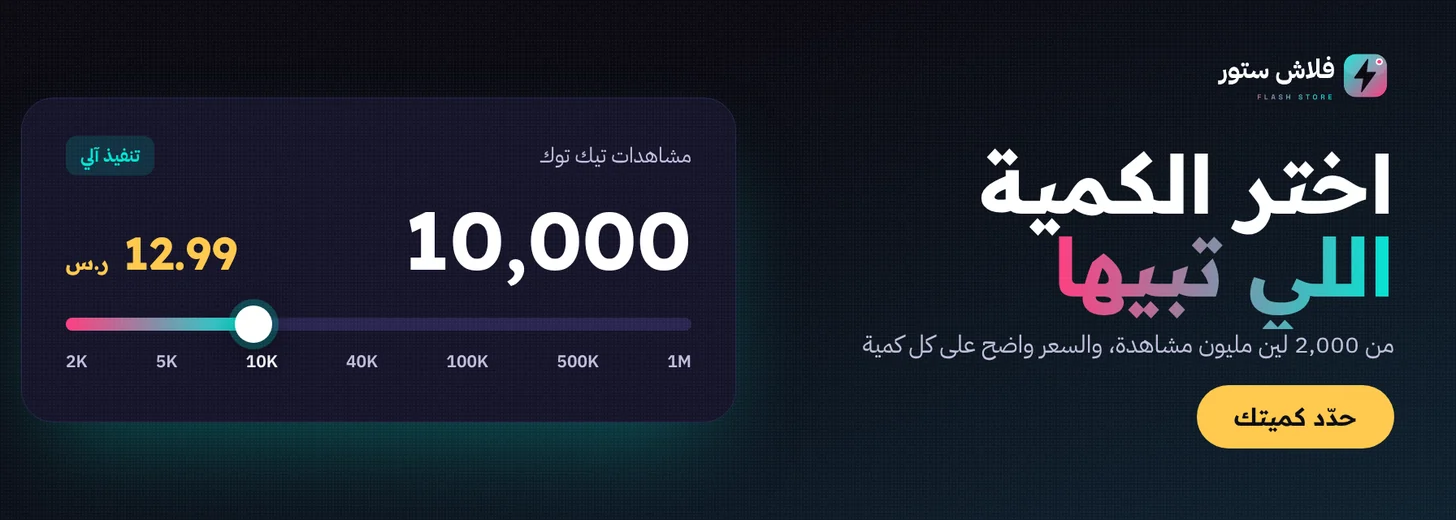 فلاش ستور
FLASH STORE
اختر الكمية
اللي تبيها
من 2,000 لين مليون مشاهدة، والسعر واضح على كل كمية
حدّد كميتك
مشاهدات تيك توك
تنفيذ آلي
10,000
12.99 ر.س
2K 5K 10K 40K 100K 500K 1M